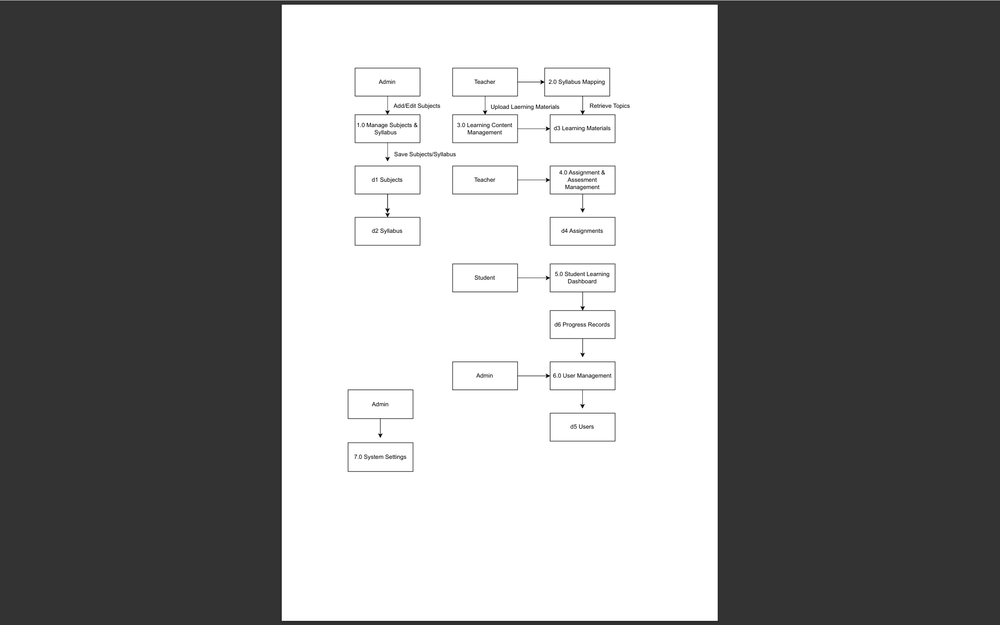 Admin
Teacher
2.0 Syllabus Mapping
Add/Edit Subjects
Upload Laerning Materials
Retrieve Topics
1.0 Manage Subjects &
Syllabus
3.0 Learning Content
Management
d3 Learning Materials
Save Subjects/Syllabus
d1 Subjects
Teacher
4.0 Assignment &
Assesment
Management
d2 Syllabus
d4 Assignments
Student
5.0 Student Learning
Dashboard
d6 Progress Records
Admin
6.0 User Management
Admin
d5 Users
7.0 System Settings